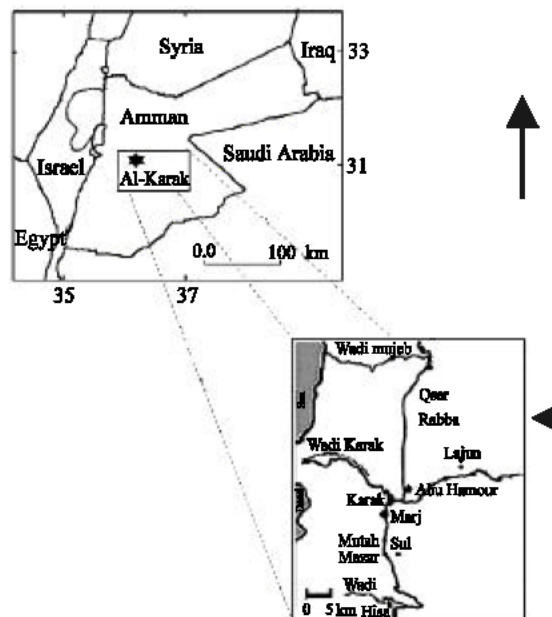 Syria
Iraq
33
Amman
Saudi Arabia
31
Israel
Al-Karak
Egypt
0.0 100 km
35 37
Wadi mujeb
Qasr
Rabba
Wadi Karak
Lajun
Abu Hamour
Karak
Marj
Mutah
Mazar
Sul
Wadi
0 5 km Hisa